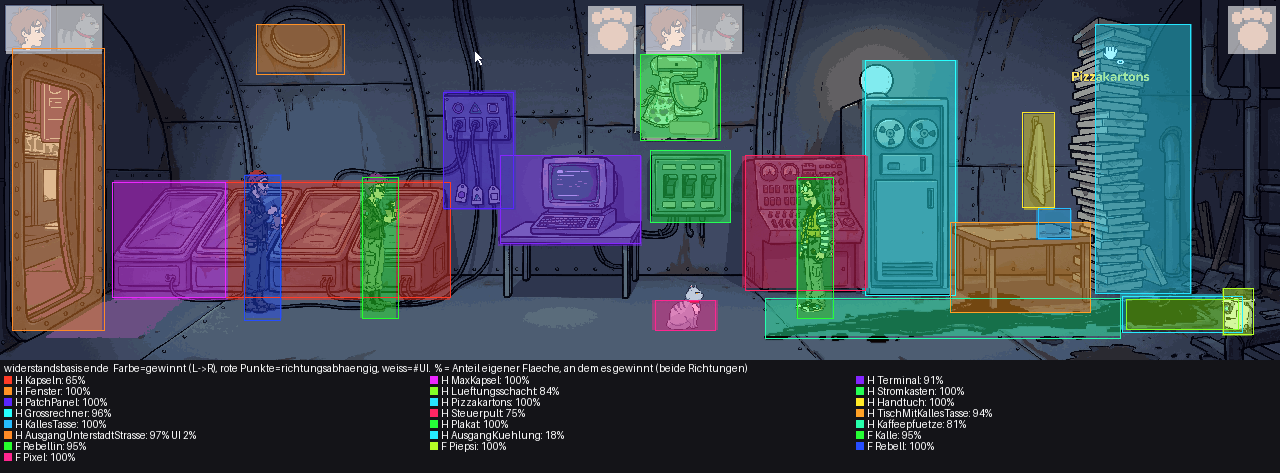 Pizzakartons
widerstandsbasis ende Farbe=gewinnt (L->R), rote Punkte=richtungsabhaengig, weiss=#UI. %= Anteil eigener Flaeche, an dem es gewinnt (beide Richtungen)
H Kapseln: 65%
H MaxKapsel: 100%
H Terminal: 91%
H Fenster: 100%
H Lueftungsschacht: 84%
H Stromkasten: 100%
H PatchPanel: 100%
H Pizzakartons: 100%
H Handtuch: 100%
H Grossrechner: 96%
H Steuerpult: 75%
H TischMitKallesTasse: 94%
H KallesTasse: 100%
H Plakat: 100%
H Kaffeepfuetze: 81%
H AusgangUnterstadtStrasse: 97% UI 2%
H AusgangKuehlung: 18%
F Kalle: 95%
F Rebellin: 95%
F Piepsi: 100%
F Rebell: 100%
F Pixel: 100%